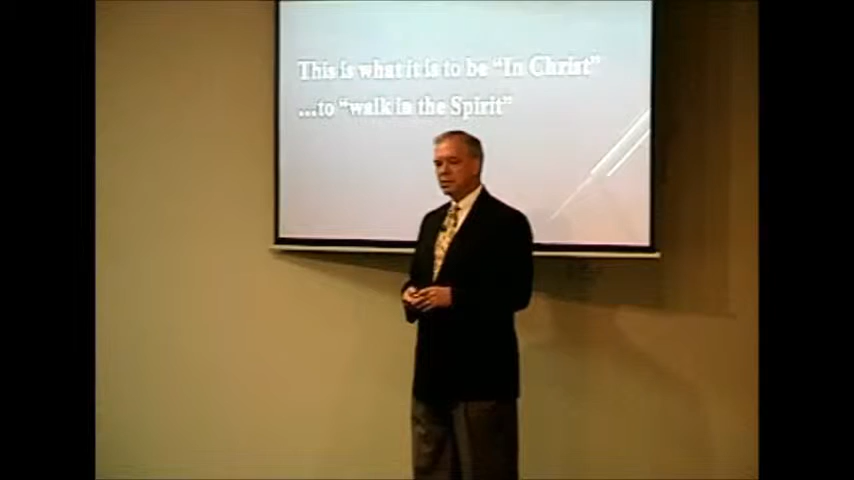 This is what it is to be “In Christ”
…to “walk in the Spirit”